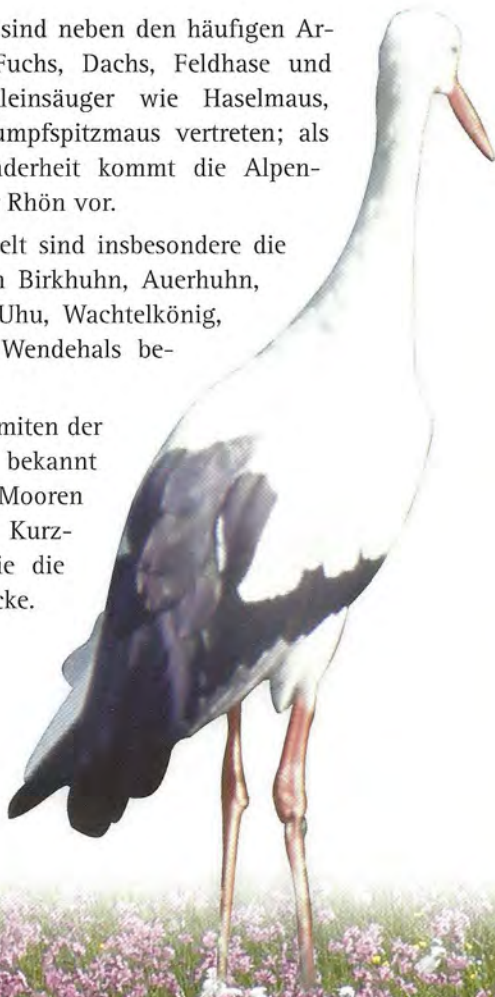 sind neben den häufigen Ar-
Fuchs, Dachs, Feldhase und
leinsäuger wie Haselmaus,
umpfspitzmaus vertreten; als
nderheit kommt die Alpen-
Rhön vor.
elt sind insbesondere die
n Birkhuhn, Auerhuhn,
Uhu, Wachtelkönig,
Wendehals be-
miten der
bekannt
Mooren
Kurz-
ie die
cke.